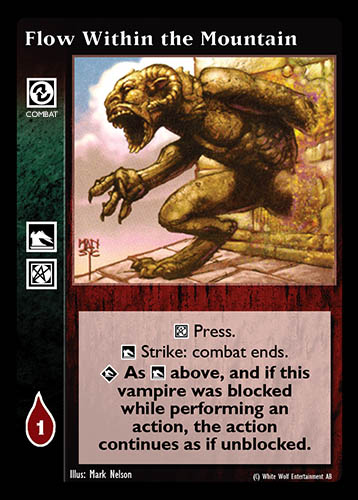 Flow Within the Mountain
COMBAT
Press.
Strike: combat ends.
As above, and if this
vampire was blocked
while performing an
action, the action
continues as if unblocked.
1
Illus: Mark Nelson
(C) White Wolf Entertainment AB